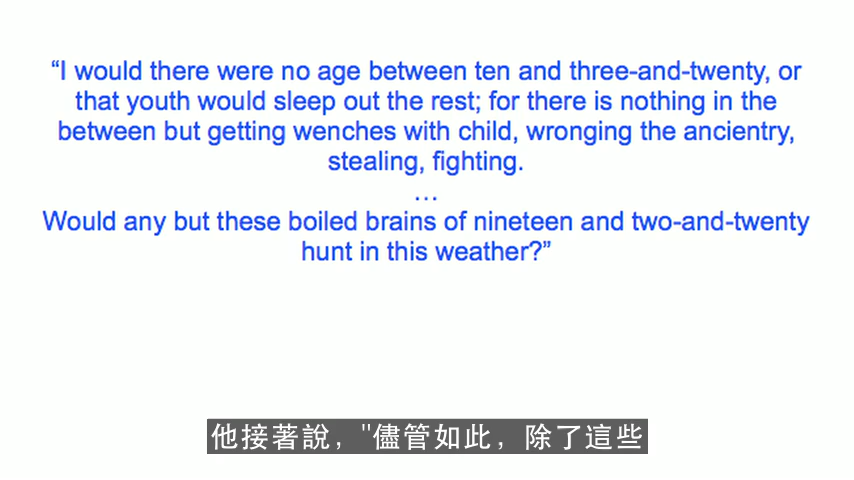 “I would there were no age between ten and three-and-twenty, or
that youth would sleep out the rest; for there is nothing in the
between but getting wenches with child, wronging the ancientry,
stealing, fighting.
…
Would any but these boiled brains of nineteen and two-and-twenty
hunt in this weather?”
他接著說，"儘管如此，除了這些